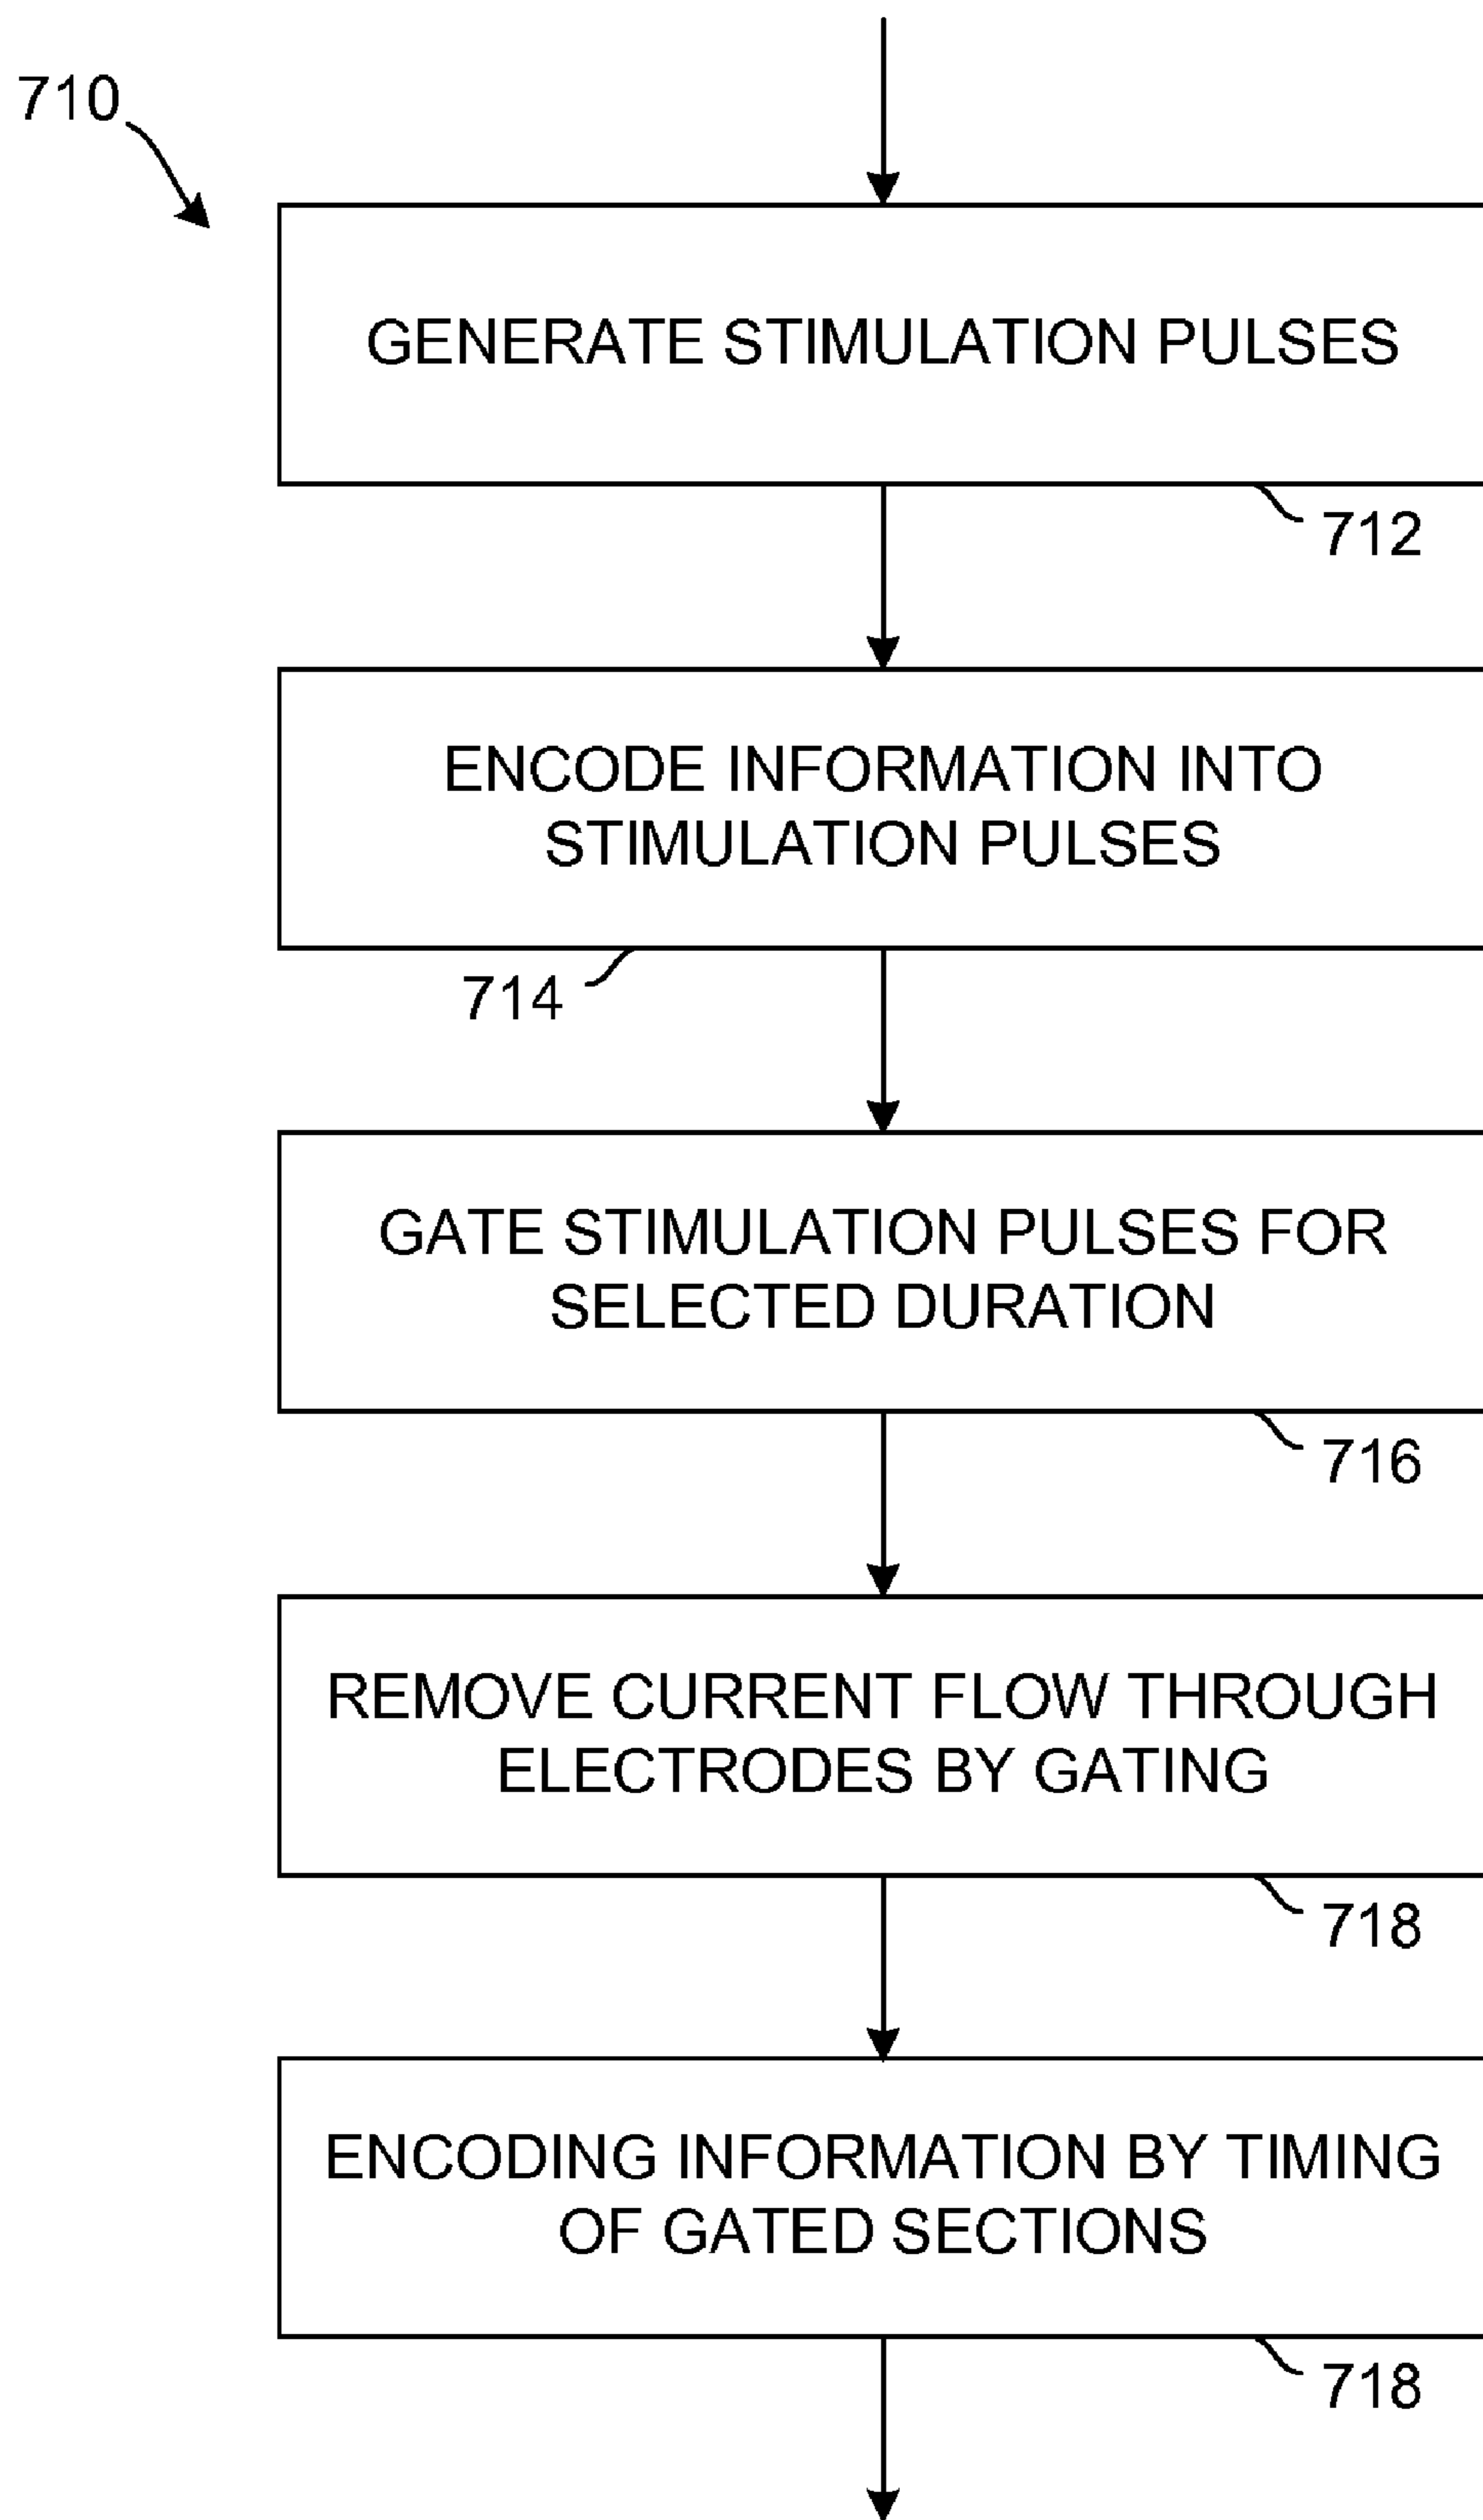 710
GENERATE STIMULATION PULSES
712
ENCODE INFORMATION INTO
STIMULATION PULSES
714
GATE STIMULATION PULSES FOR
SELECTED DURATION
716
REMOVE CURRENT FLOW THROUGH
ELECTRODES BY GATING
718
ENCODING INFORMATION BY TIMING
OF GATED SECTIONS
718